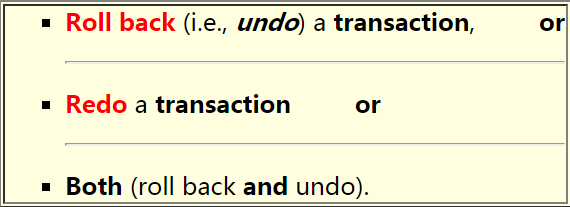 Roll back (i.e., undo) a transaction, or
Redo a transaction or
Both (roll back and undo).